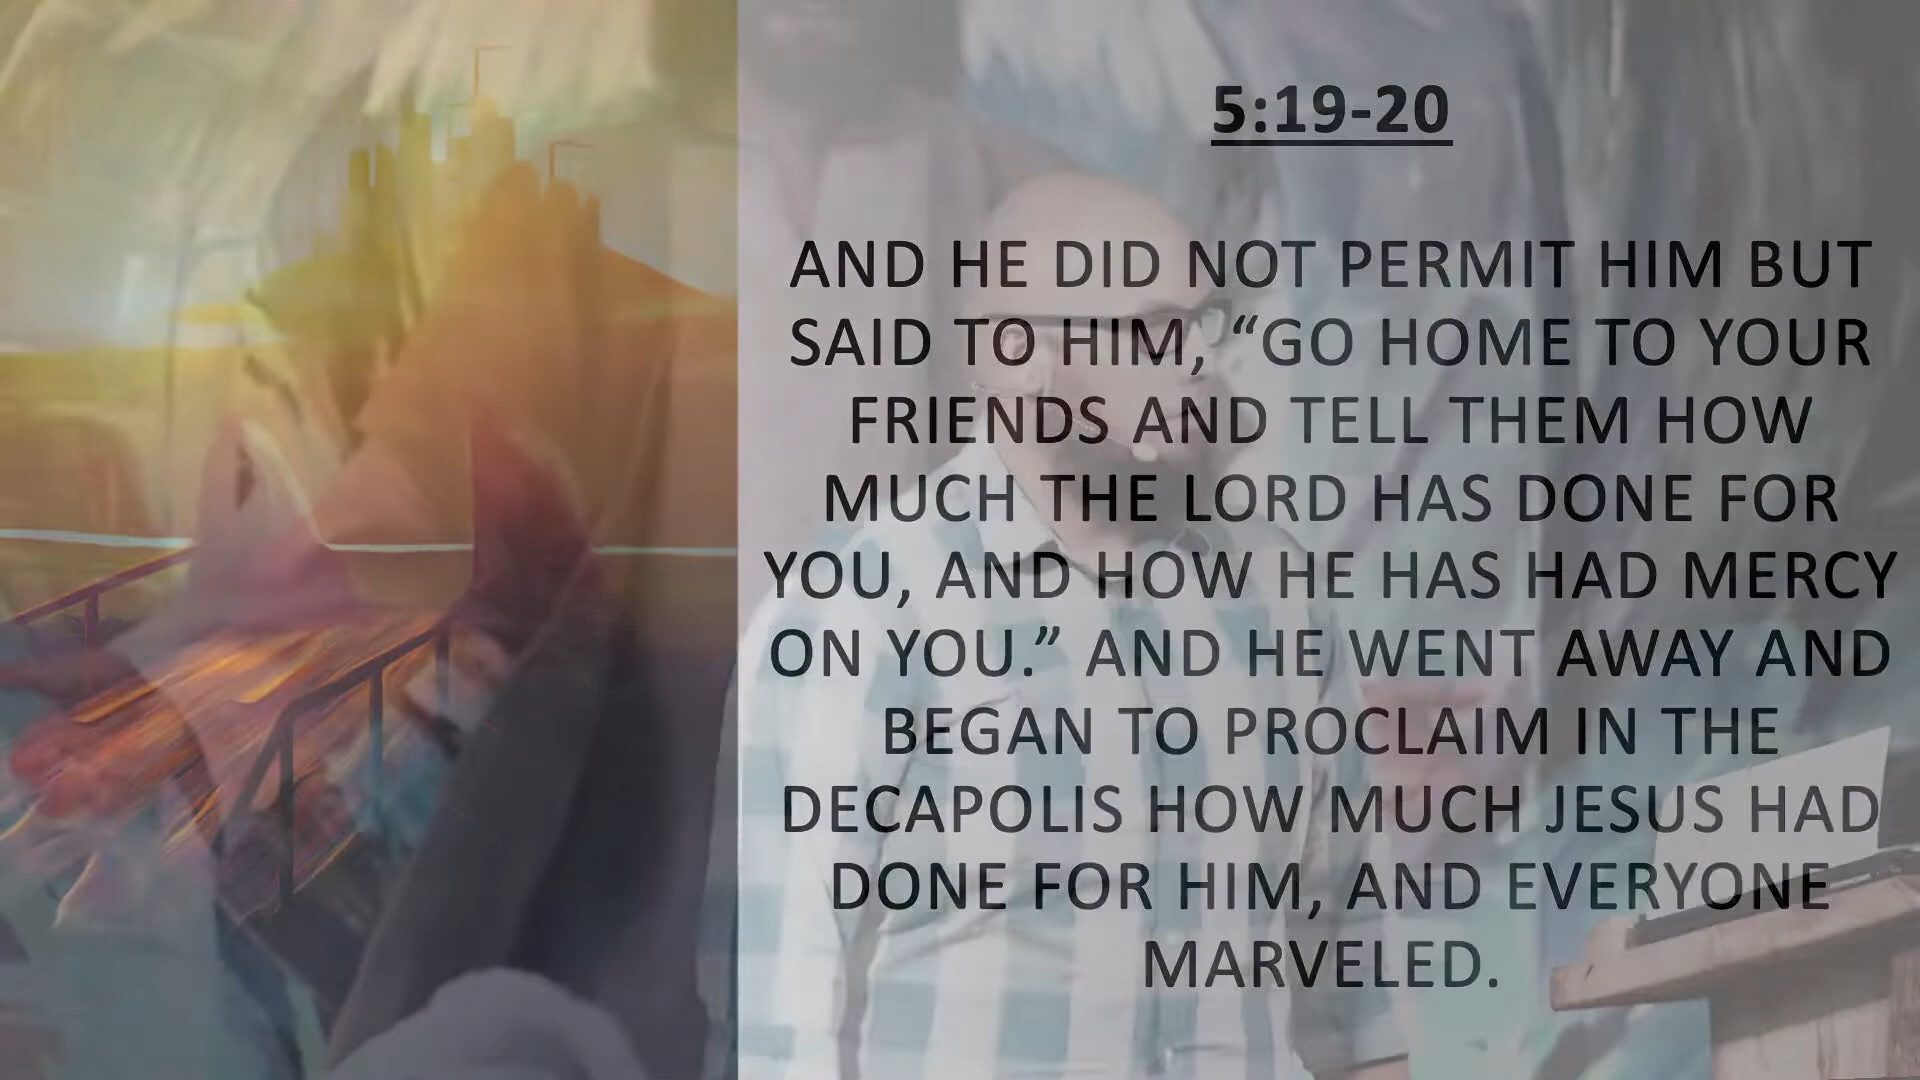 5:19-20
AND HE DID NOT PERMIT HIM BUT
SAID TO HIM, “GO HOME TO YOUR
FRIENDS AND TELL THEM HOW
MUCH THE LORD HAS DONE FOR
YOU, AND HOW HE HAS HAD MERCY
ON YOU.” AND HE WENT AWAY AND
BEGAN TO PROCLAIM IN THE
DECAPOLIS HOW MUCH JESUS HAD
DONE FOR HIM, AND EVERYONE
MARVELED.